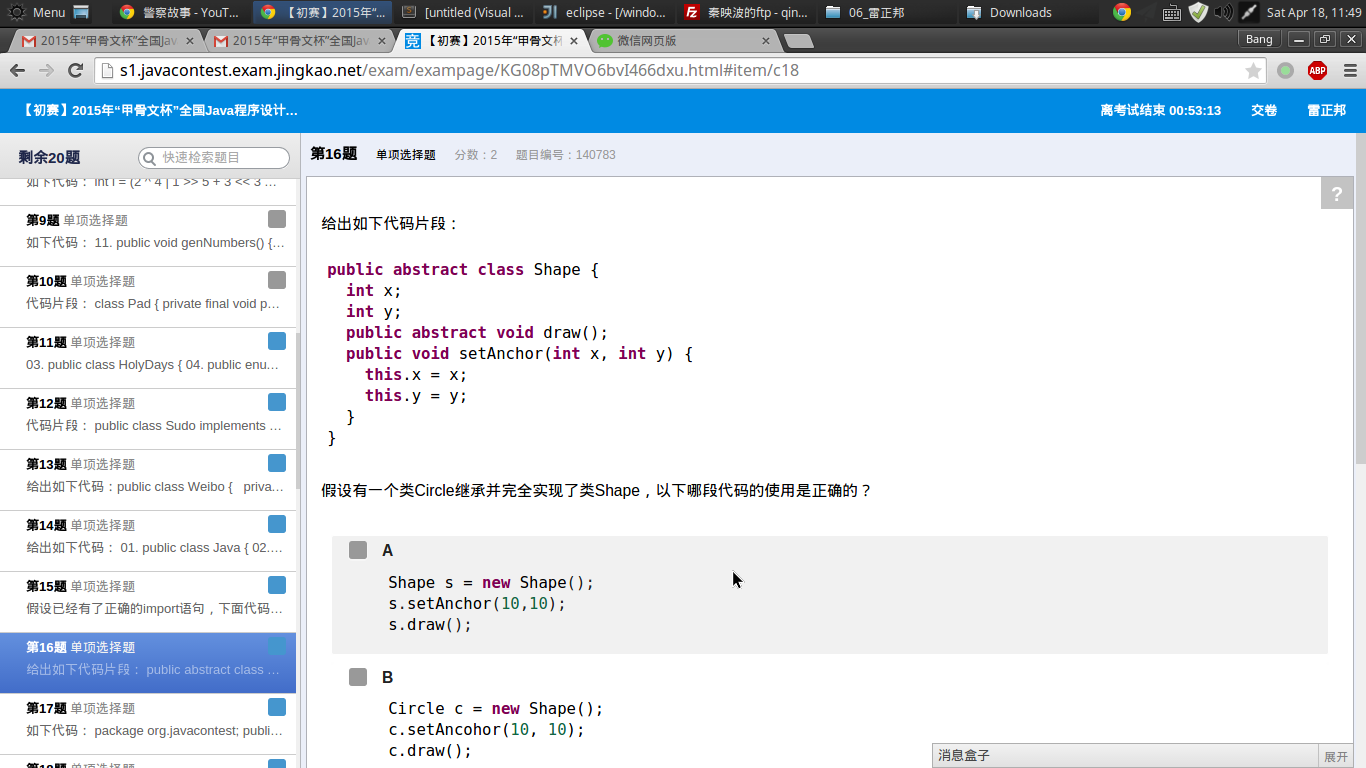 Menu
警察故事 - YouT...
【初赛】2015年“...
[untitled (Visual ...
eclipse - [/windo...
秦映波的ftp - qin...
06_雷正邦
Downloads
Sat Apr 18, 11:49
2015年“甲骨文杯”全国Jav
2015年“甲骨文杯”全国Jav
【初赛】2015年“甲骨文杯
微信网页版
Bang
s1.javacontest.exam.jingkao.net/exam/exampage/KG08pTMVO6bvI466dxu.html#item/c18
ABP
【初赛】2015年“甲骨文杯”全国Java程序设计...
离考试结束 00:53:13
交卷
雷正邦
剩余20题
快速检索题目
如下代码： int i = (2 ^ 4 | 1 >> 5 + 3 << 3 ...
第9题 单项选择题
如下代码： 11. public void genNumbers() {...
第10题 单项选择题
代码片段： class Pad { private final void p...
第11题 单项选择题
03. public class HolyDays { 04. public enu...
第12题 单项选择题
代码片段： public class Sudo implements ...
第13题 单项选择题
给出如下代码：public class Weibo { priva...
第14题 单项选择题
给出如下代码： 01. public class Java { 02....
第15题 单项选择题
假设已经有了正确的import语句，下面代码...
第16题 单项选择题
给出如下代码片段： public abstract class ...
第17题 单项选择题
如下代码： package org.javacontest; publi...
第18题 单项选择题
第16题 单项选择题 分数：2 题目编号：140783
?
给出如下代码片段：
public abstract class Shape {
int x;
int y;
public abstract void draw();
public void setAnchor(int x, int y) {
this.x = x;
this.y = y;
}
}
假设有一个类Circle继承并完全实现了类Shape，以下哪段代码的使用是正确的？
A
Shape s = new Shape();
s.setAnchor(10,10);
s.draw();
B
Circle c = new Shape();
c.setAncohor(10, 10);
c.draw();
消息盒子
展开